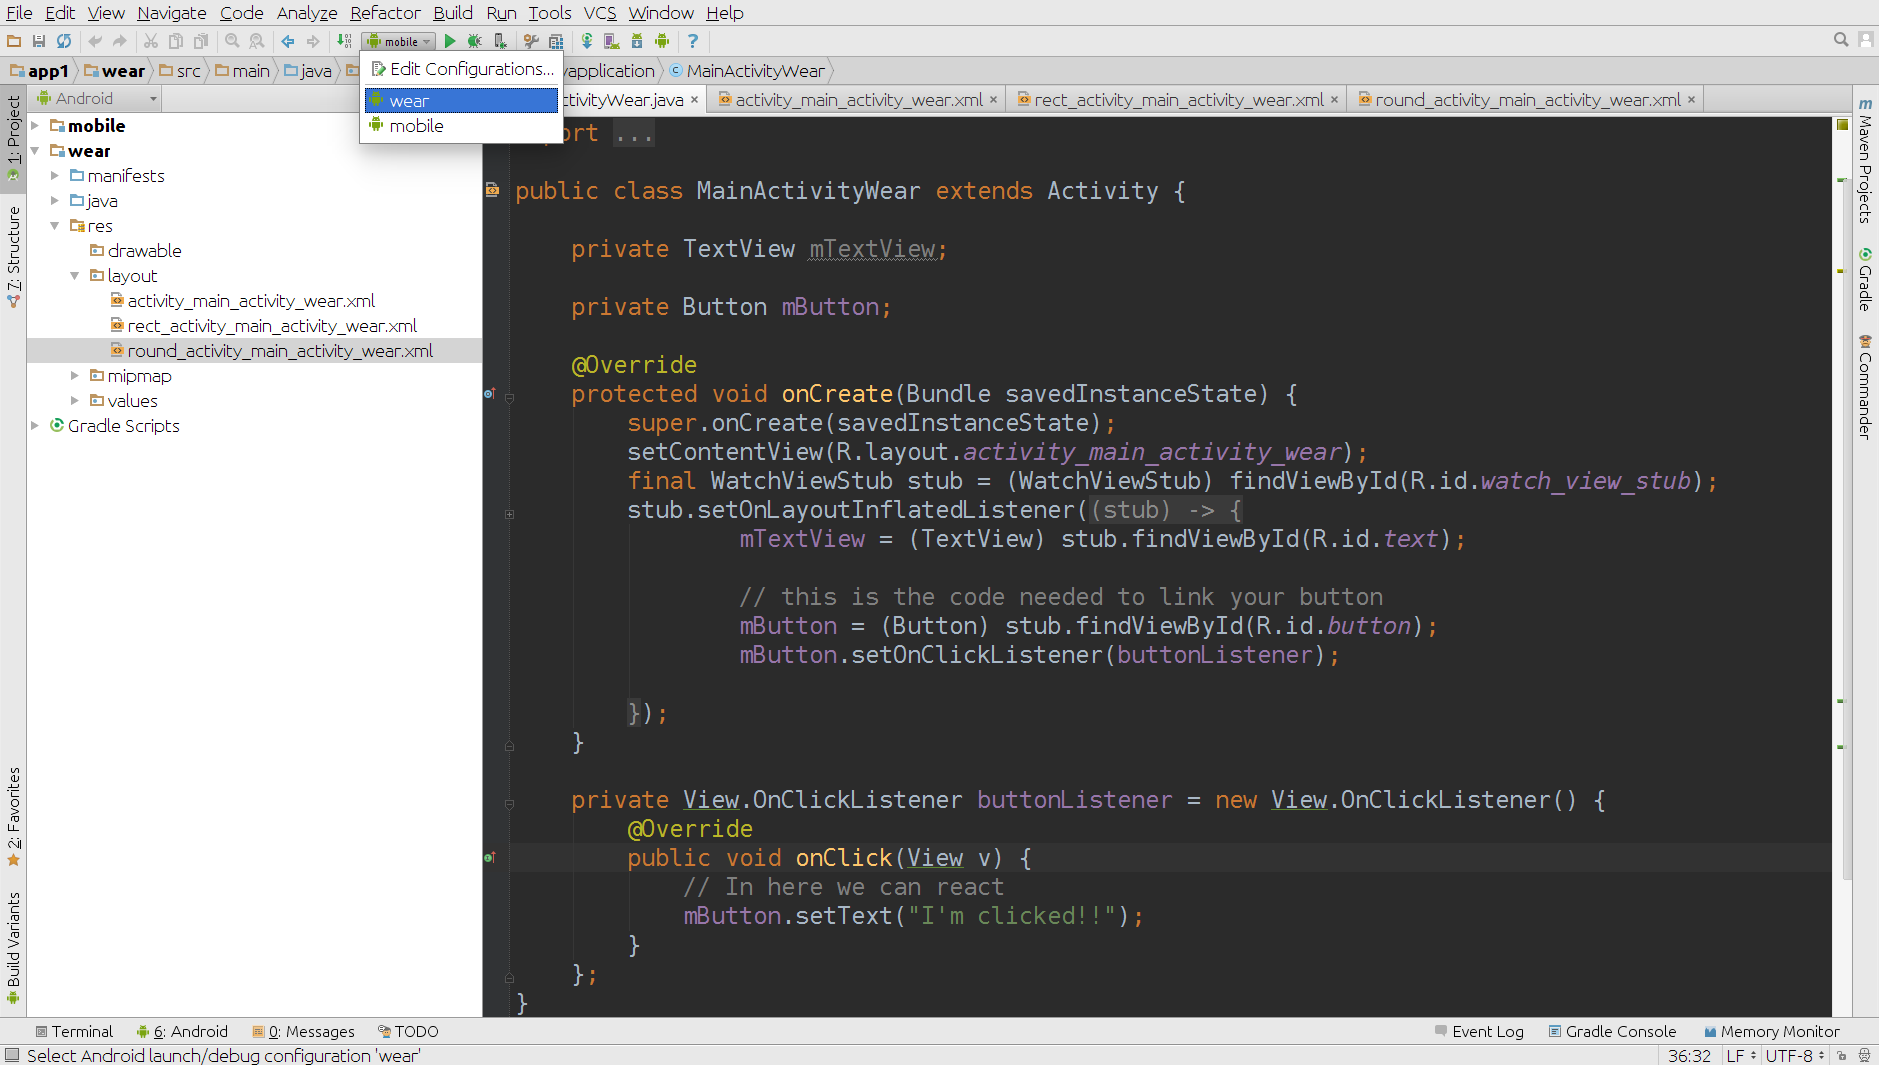 File Edit View Navigate Code Analyze Refactor Build Run Tools VCS Window Help
mobile
app1 wear src main java application MainActivityWear
Edit Configurations...
wear
mobile
Android
ctivityWear.java activity_main_activity_wear.xml rect_activity_main_activity_wear.xml round_activity_main_activity_wear.xml
1: Project
7: Structure
2: Favorites
Build Variants
mobile
wear
manifests
java
res
drawable
layout
activity_main_activity_wear.xml
rect_activity_main_activity_wear.xml
round_activity_main_activity_wear.xml
mipmap
values
Gradle Scripts
ort ...
public class MainActivityWear extends Activity {
private TextView mTextView;
private Button mButton;
@Override
protected void onCreate(Bundle savedInstanceState) {
super.onCreate(savedInstanceState);
setContentView(R.layout.activity_main_activity_wear);
final WatchViewStub stub = (WatchViewStub) findViewById(R.id.watch_view_stub);
stub.setOnLayoutInflatedListener((stub) -> {
mTextView = (TextView) stub.findViewById(R.id.text);
// this is the code needed to link your button
mButton = (Button) stub.findViewById(R.id.button);
mButton.setOnClickListener(buttonListener);
});
}
private View.OnClickListener buttonListener = new View.OnClickListener() {
@Override
public void onClick(View v) {
// In here we can react
mButton.setText("I'm clicked!!");
}
};
}
m Maven Projects
Gradle
Commander
Terminal 6: Android 0: Messages TODO Event Log Gradle Console Memory Monitor
Select Android launch/debug configuration 'wear' 36:32 LF UTF-8